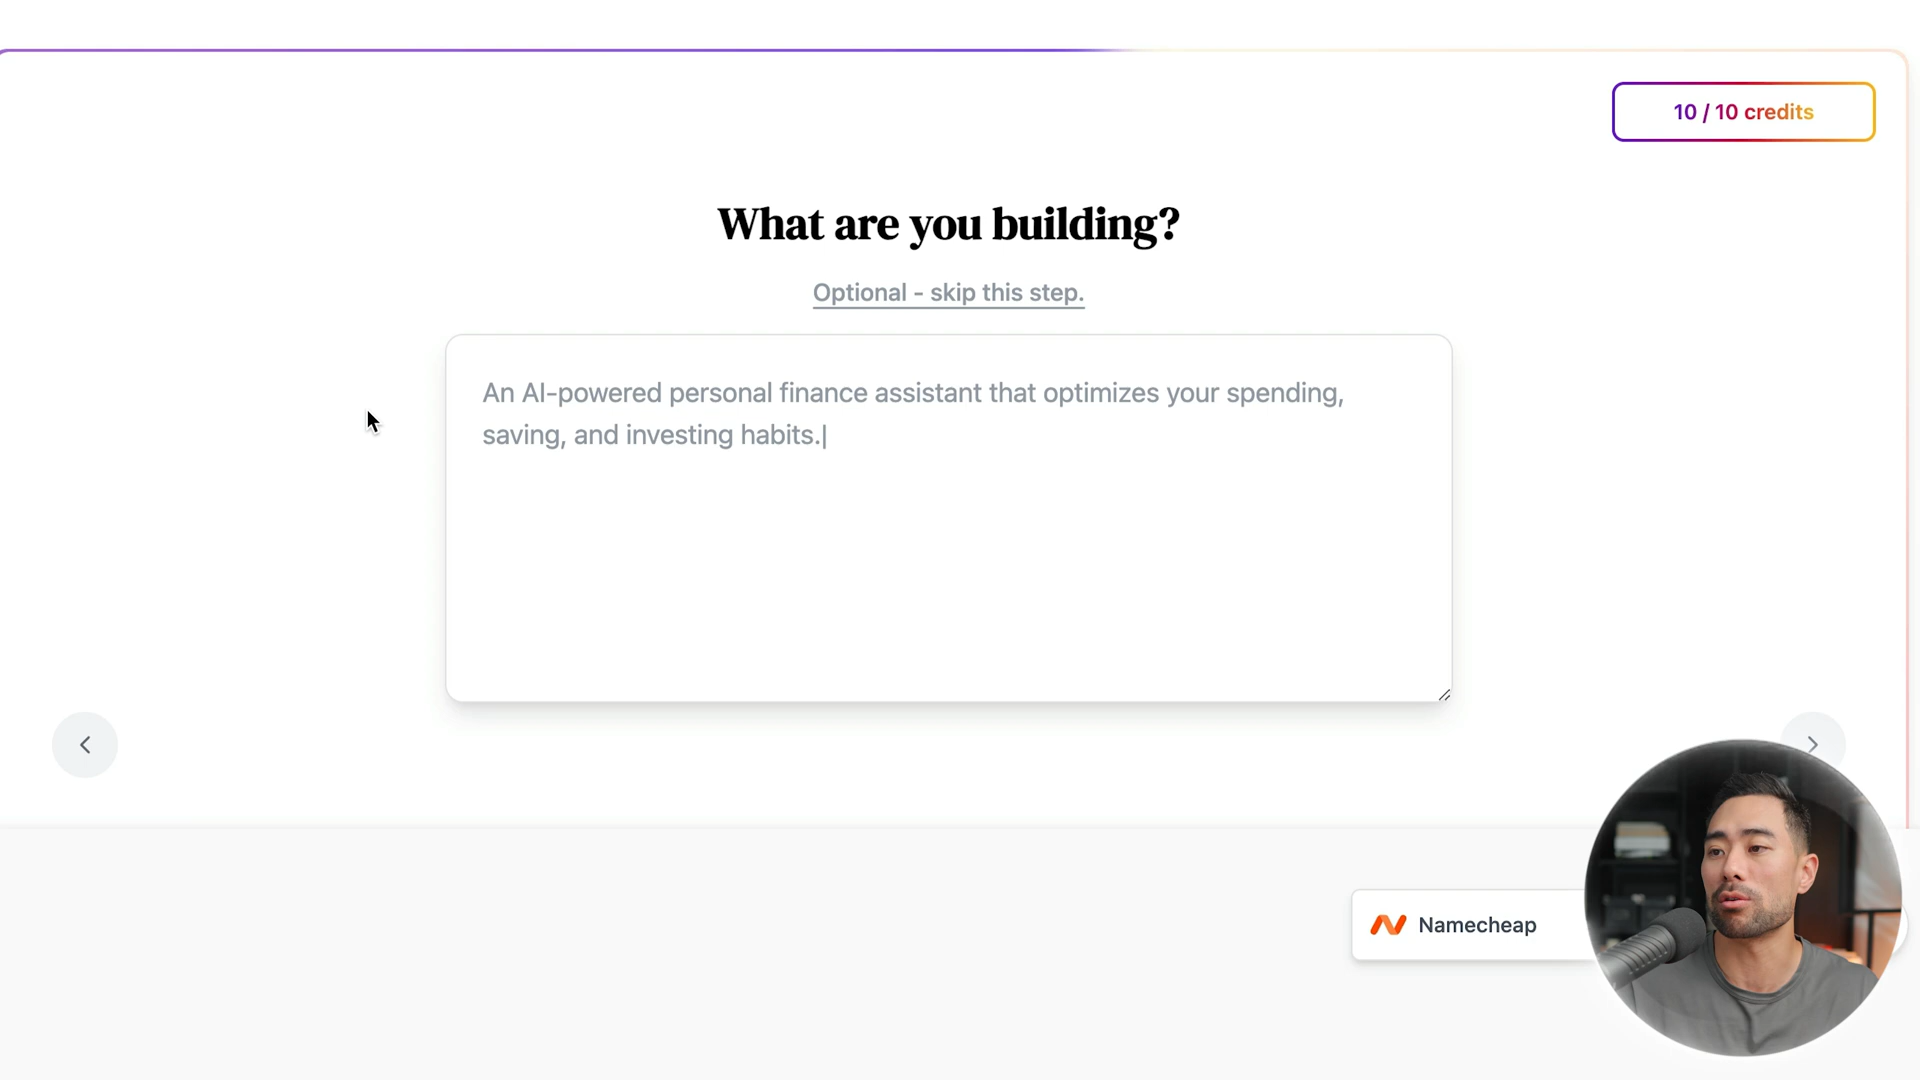 10 / 10 credits
What are you building?
Optional - skip this step.
An AI-powered personal finance assistant that optimizes your spending,
saving, and investing habits.
Namecheap